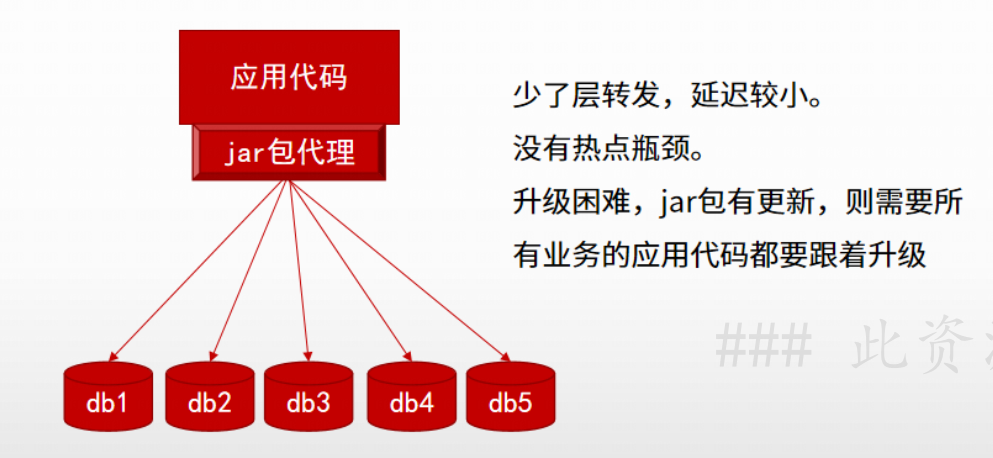 应用代码
jar包代理
少了层转发，延迟较小。
没有热点瓶颈。
升级困难，jar包有更新，则需要所
有业务的应用代码都要跟着升级
### 此资
db1
db2
db3
db4
db5